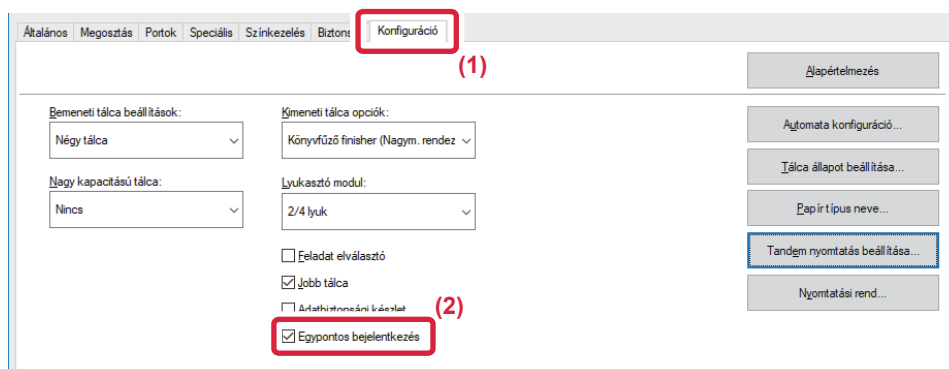 Általános Megosztás Portok Speciális Színkezelés Biztons Konfiguráció
(1)
Alapértelmezés
Bemeneti tálca beállítások:
Négy tálca
Kimeneti tálca opciók:
Könyvfűző finisher (Nagym. rendez
Automata konfiguráció...
Tálca állapot beállítása...
Nagy kapacitású tálca:
Nincs
Lyukasztó modul:
2/4 lyuk
Papír típus neve...
Tandem nyomtatás beállítása...
Feladat elválasztó
Jobb tálca
Nyomtatási rend...
Adatbiztonsági készlet
(2)
Egypontos bejelentkezés